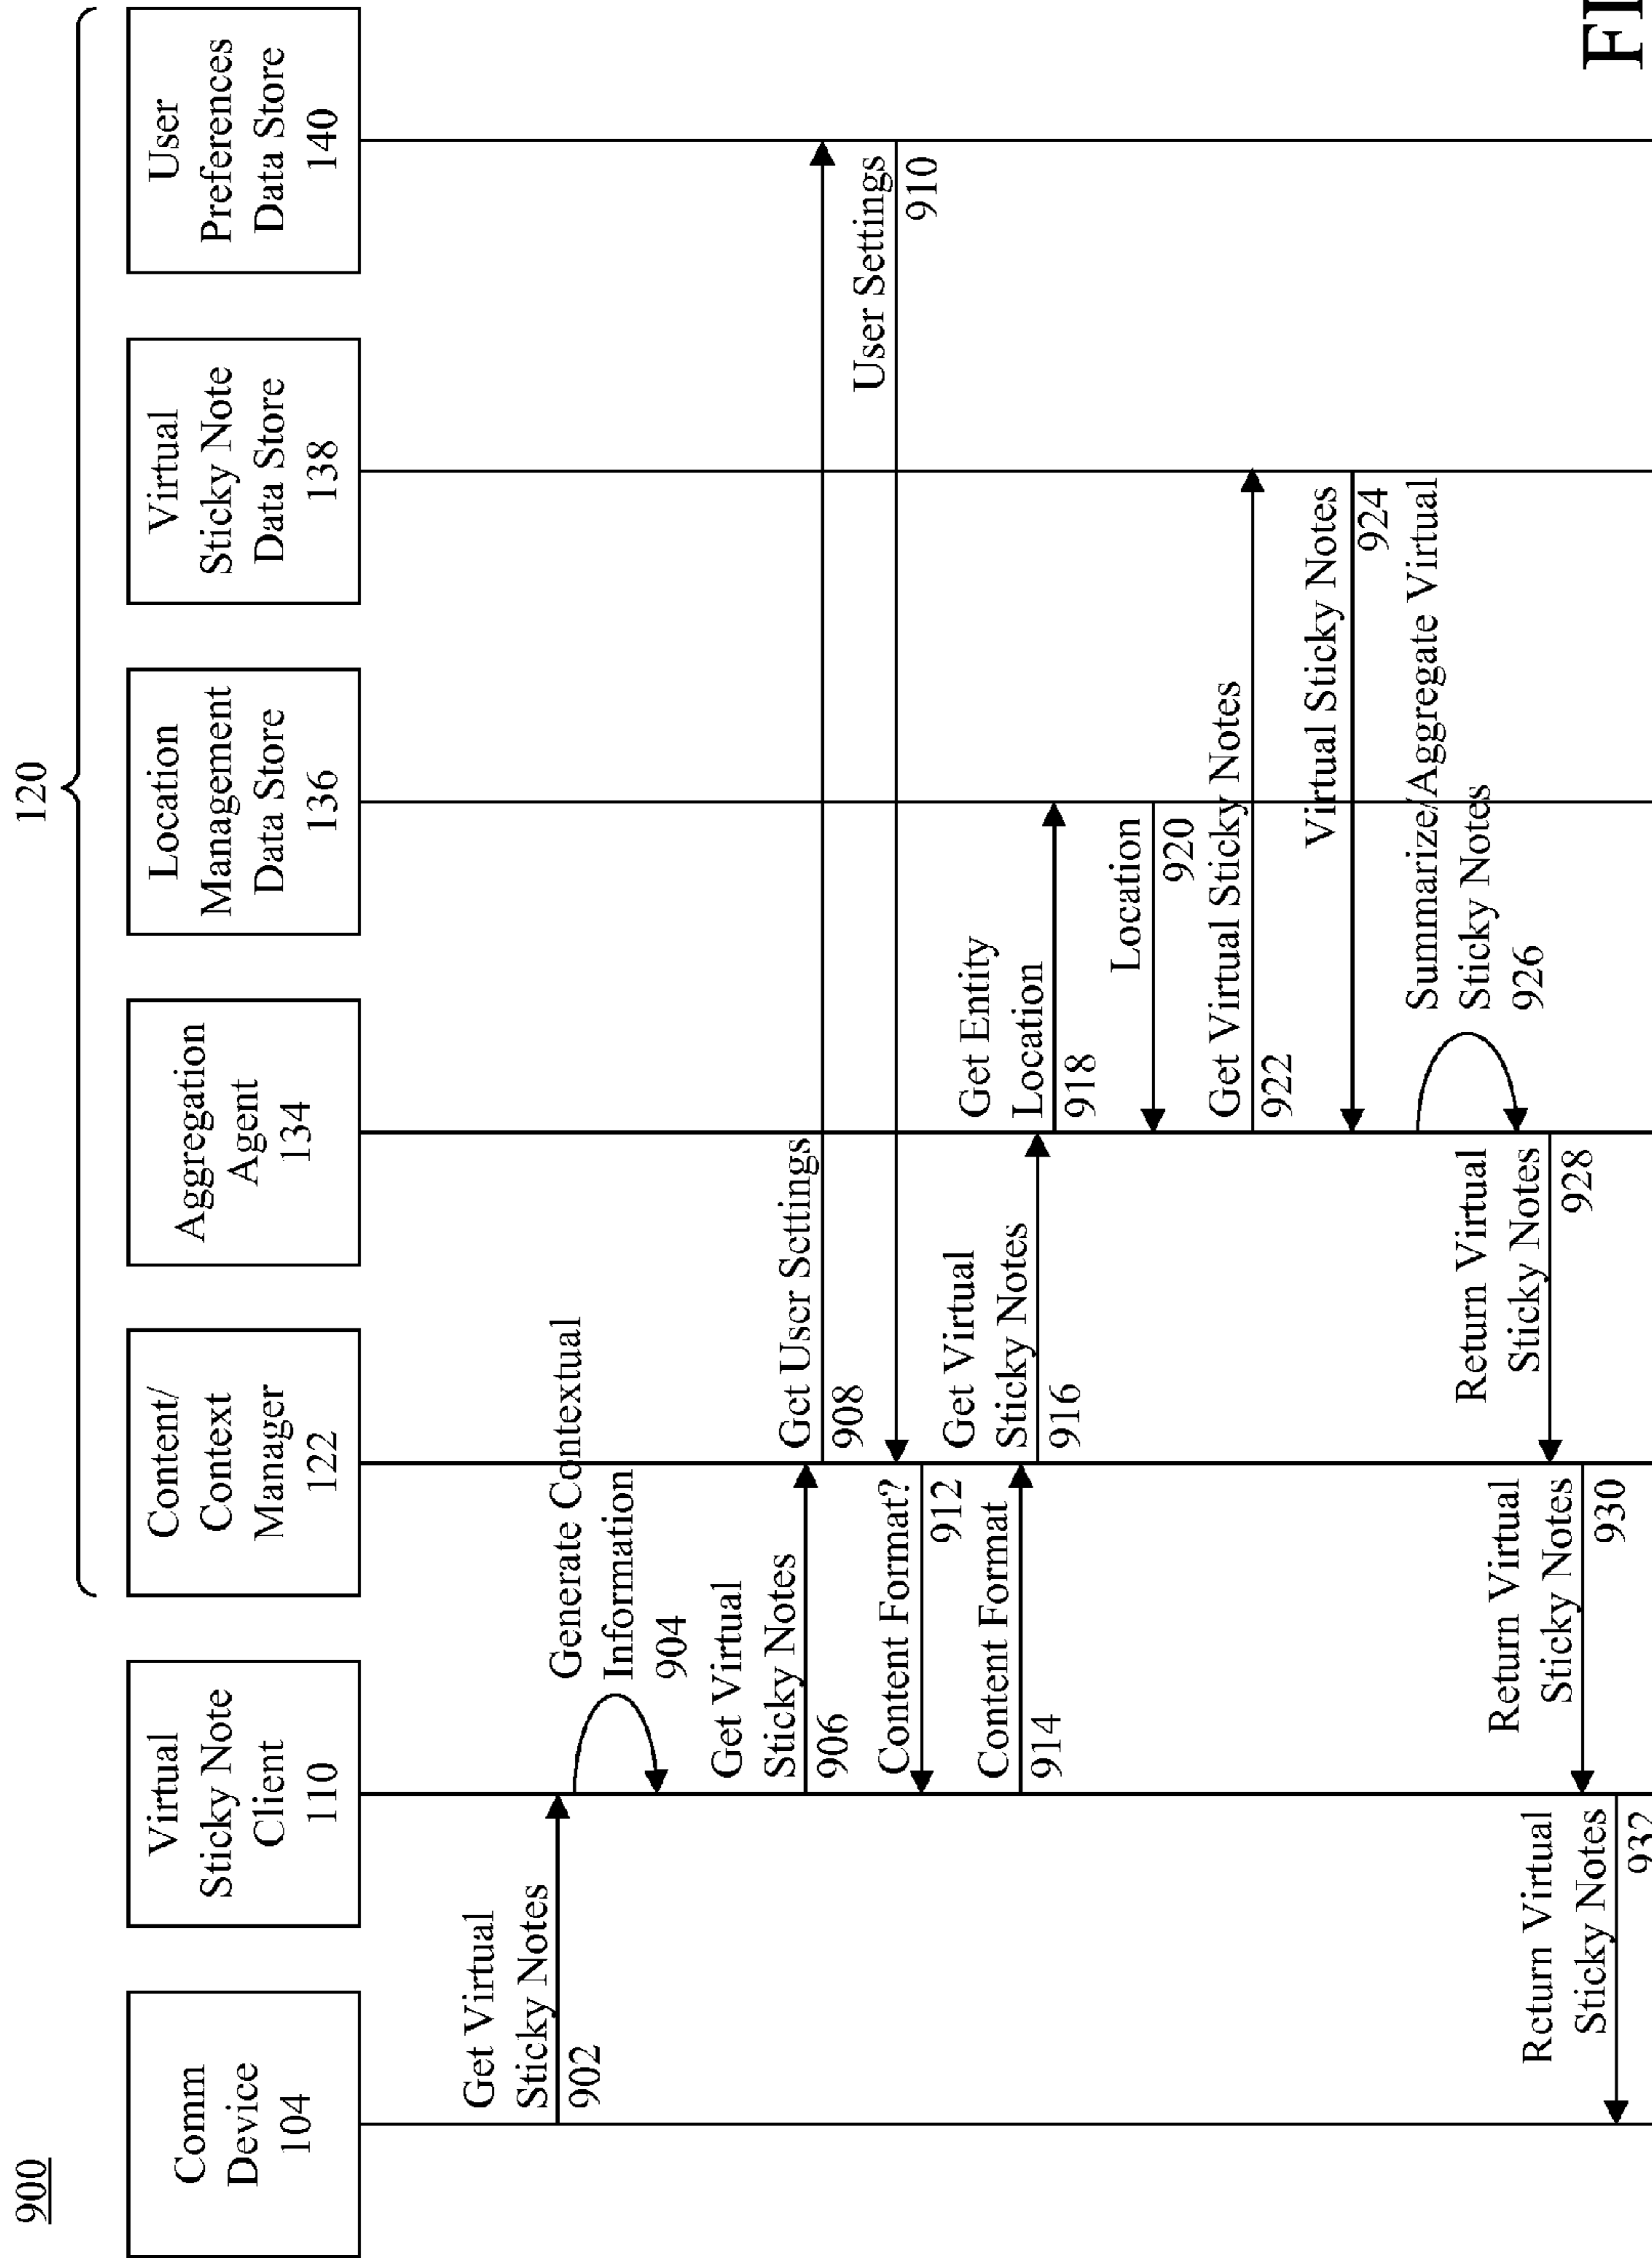 900
120
Comm
Device
104
Virtual
Sticky Note
Client
110
Content/
Context
Manager
122
Aggregation
Agent
134
Location
Management
Data Store
136
Virtual
Sticky Note
Data Store
138
User
Preferences
Data Store
140
Get Virtual
Sticky Notes
902
Generate Contextual
Information
904
Get Virtual
Sticky Notes
906
Get User Settings
908
User Settings
910
Content Format?
912
Content Format
914
Get Virtual
Sticky Notes
916
Get Entity
Location
918
Location
920
Get Virtual Sticky Notes
922
Virtual Sticky Notes
924
Summarize/Aggregate Virtual
Sticky Notes
926
Return Virtual
Sticky Notes
928
Return Virtual
Sticky Notes
930
Return Virtual
Sticky Notes
932